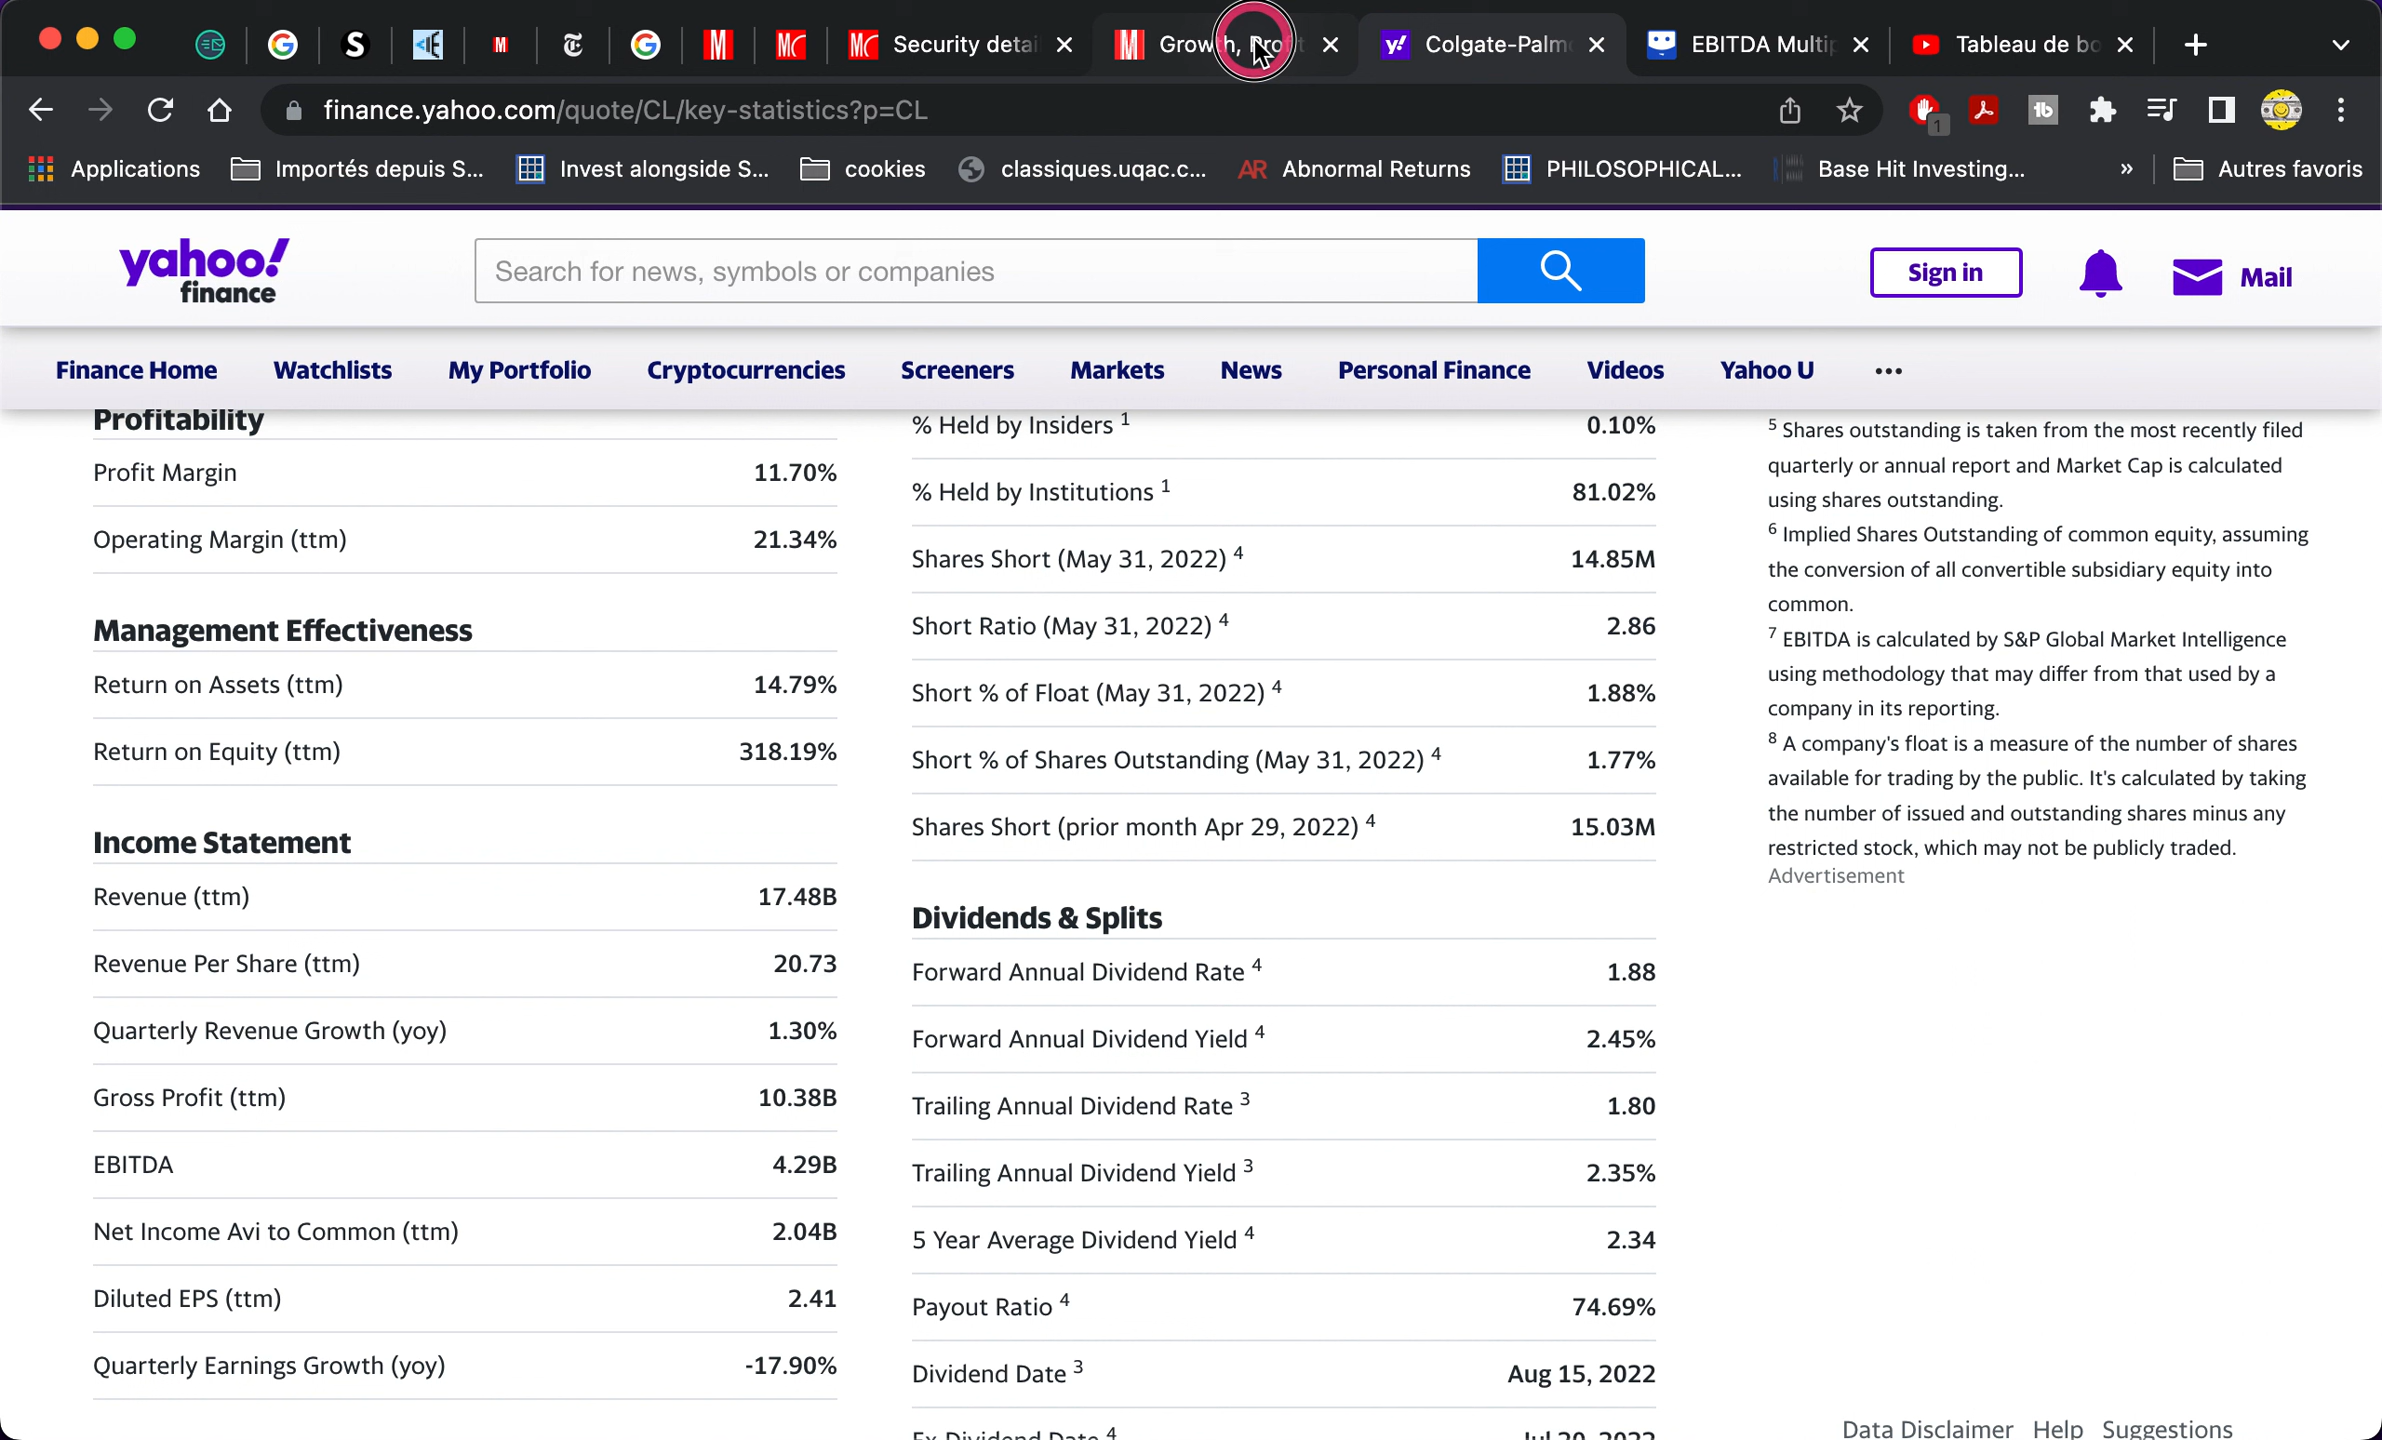 Security detai
Growth, Profit
Colgate-Palm
EBITDA Multip
Tableau de bo
finance.yahoo.com/quote/CL/key-statistics?p=CL
1
Applications
Importés depuis S...
Invest alongside S...
cookies
classiques.uqac.c...
AR Abnormal Returns
PHILOSOPHICAL...
Base Hit Investing...
»
Autres favoris
yahoo!
finance
Search for news, symbols or companies
Sign in
Mail
Finance Home
Watchlists
My Portfolio
Cryptocurrencies
Screeners
Markets
News
Personal Finance
Videos
Yahoo U
...
Profitability
Profit Margin 11.70%
Operating Margin (ttm) 21.34%
Management Effectiveness
Return on Assets (ttm) 14.79%
Return on Equity (ttm) 318.19%
Income Statement
Revenue (ttm) 17.48B
Revenue Per Share (ttm) 20.73
Quarterly Revenue Growth (yoy) 1.30%
Gross Profit (ttm) 10.38B
EBITDA 4.29B
Net Income Avi to Common (ttm) 2.04B
Diluted EPS (ttm) 2.41
Quarterly Earnings Growth (yoy) -17.90%
% Held by Insiders 1 0.10%
% Held by Institutions 1 81.02%
Shares Short (May 31, 2022) 4 14.85M
Short Ratio (May 31, 2022) 4 2.86
Short % of Float (May 31, 2022) 4 1.88%
Short % of Shares Outstanding (May 31, 2022) 4 1.77%
Shares Short (prior month Apr 29, 2022) 4 15.03M
Dividends & Splits
Forward Annual Dividend Rate 4 1.88
Forward Annual Dividend Yield 4 2.45%
Trailing Annual Dividend Rate 3 1.80
Trailing Annual Dividend Yield 3 2.35%
5 Year Average Dividend Yield 4 2.34
Payout Ratio 4 74.69%
Dividend Date 3 Aug 15, 2022
Ex-Dividend Date 4 Jul 20, 2022
5 Shares outstanding is taken from the most recently filed
quarterly or annual report and Market Cap is calculated
using shares outstanding.
6 Implied Shares Outstanding of common equity, assuming
the conversion of all convertible subsidiary equity into
common.
7 EBITDA is calculated by S&P Global Market Intelligence
using methodology that may differ from that used by a
company in its reporting.
8 A company's float is a measure of the number of shares
available for trading by the public. It's calculated by taking
the number of issued and outstanding shares minus any
restricted stock, which may not be publicly traded.
Advertisement
Data Disclaimer Help Suggestions